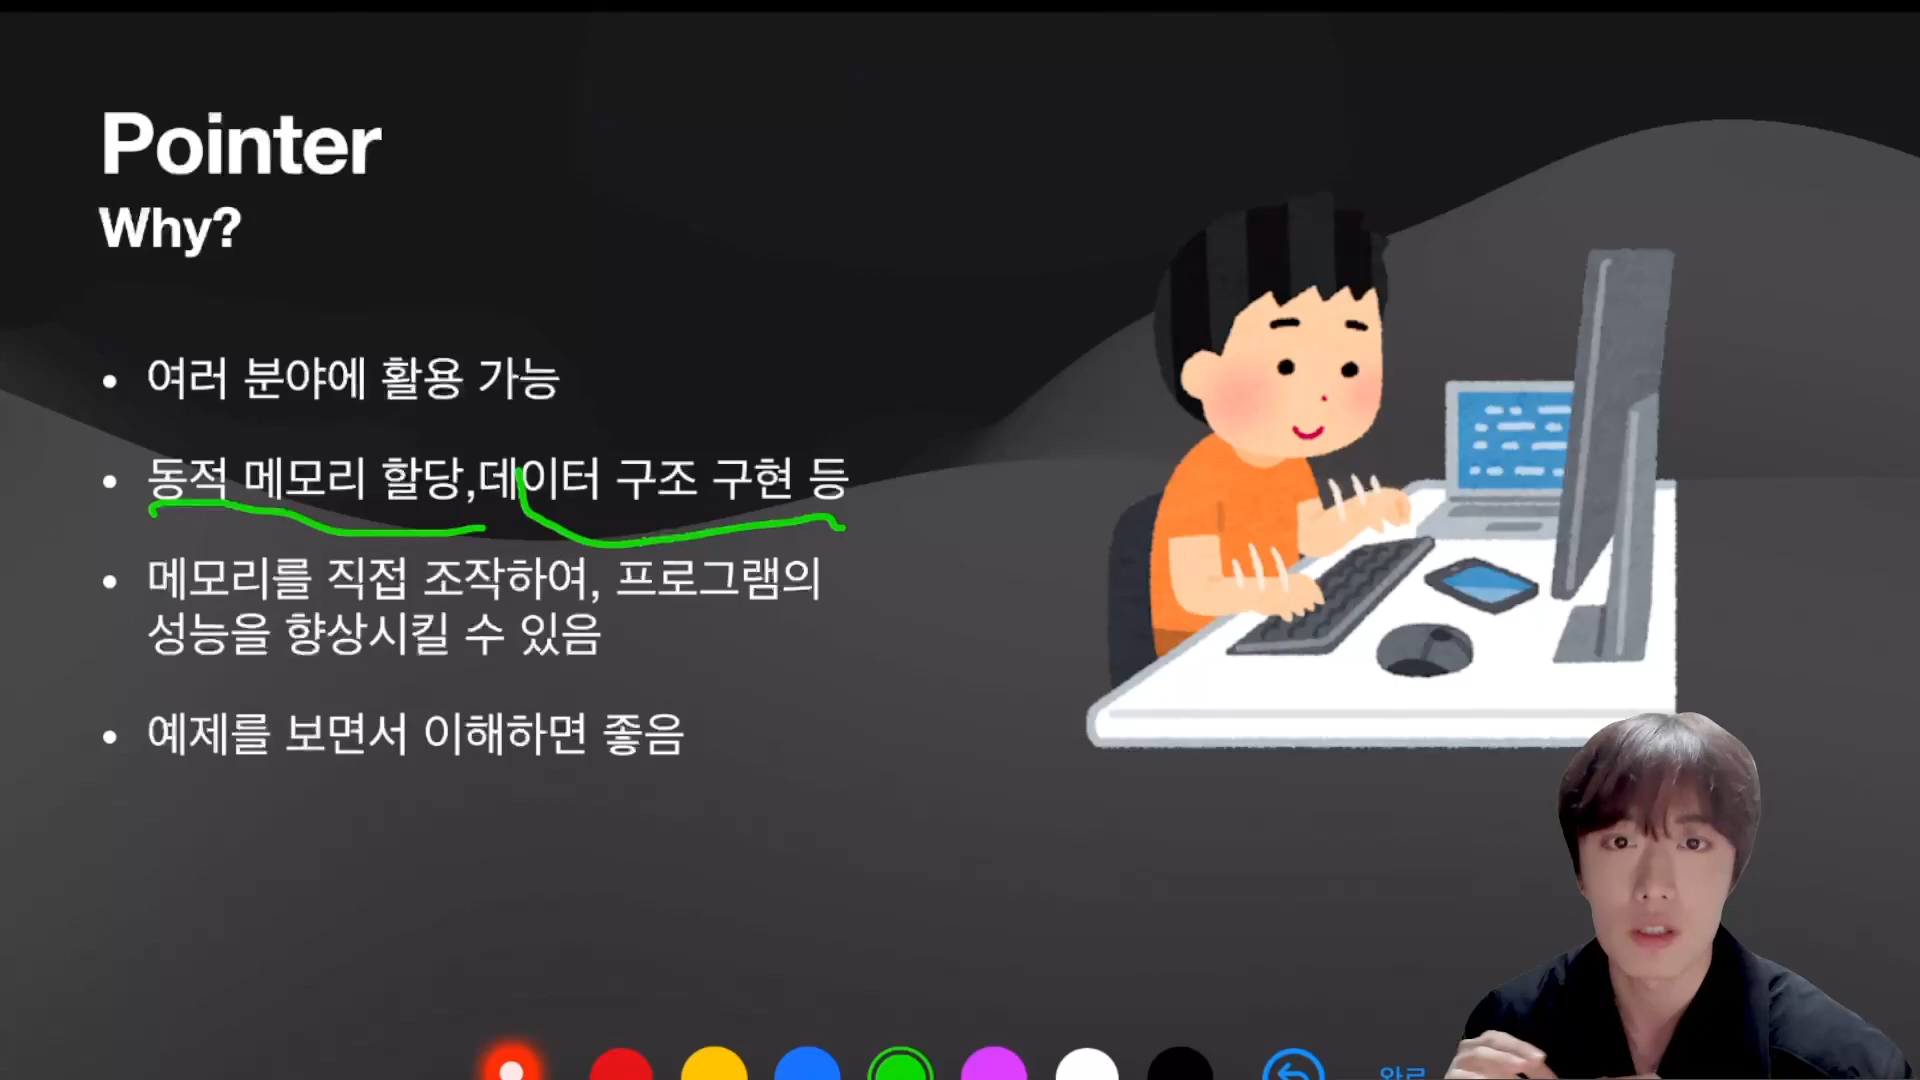 Pointer
Why?
• 여러 분야에 활용 가능
• 동적 메모리 할당,데이터 구조 구현 등
• 메모리를 직접 조작하여, 프로그램의
성능을 향상시킬 수 있음
• 예제를 보면서 이해하면 좋음
완료